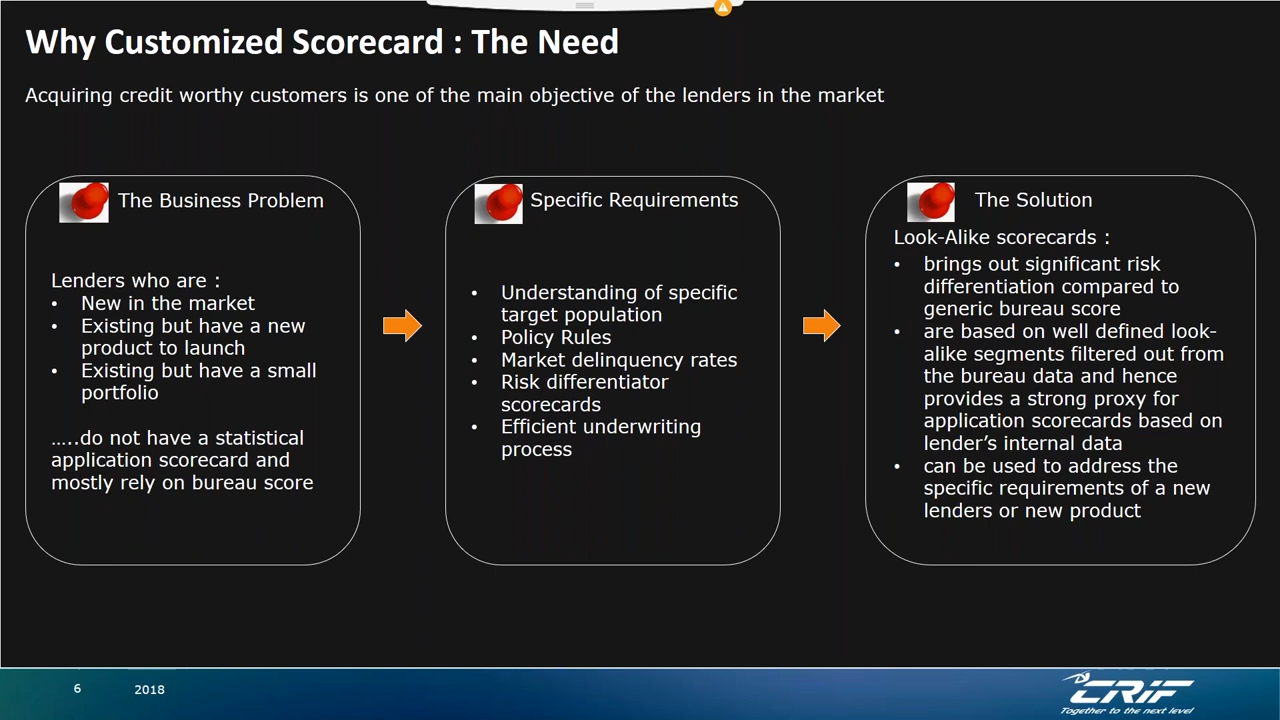 Why Customized Scorecard : The Need
Acquiring credit worthy customers is one of the main objective of the lenders in the market
The Business Problem
Lenders who are :
• New in the market
• Existing but have a new
product to launch
• Existing but have a small
portfolio
…..do not have a statistical
application scorecard and
mostly rely on bureau score
Specific Requirements
• Understanding of specific
target population
• Policy Rules
• Market delinquency rates
• Risk differentiator
scorecards
• Efficient underwriting
process
The Solution
Look-Alike scorecards :
• brings out significant risk
differentiation compared to
generic bureau score
• are based on well defined look-
alike segments filtered out from
the bureau data and hence
provides a strong proxy for
application scorecards based on
lender’s internal data
• can be used to address the
specific requirements of a new
lenders or new product
6
2018
CRIF
Together to the next level